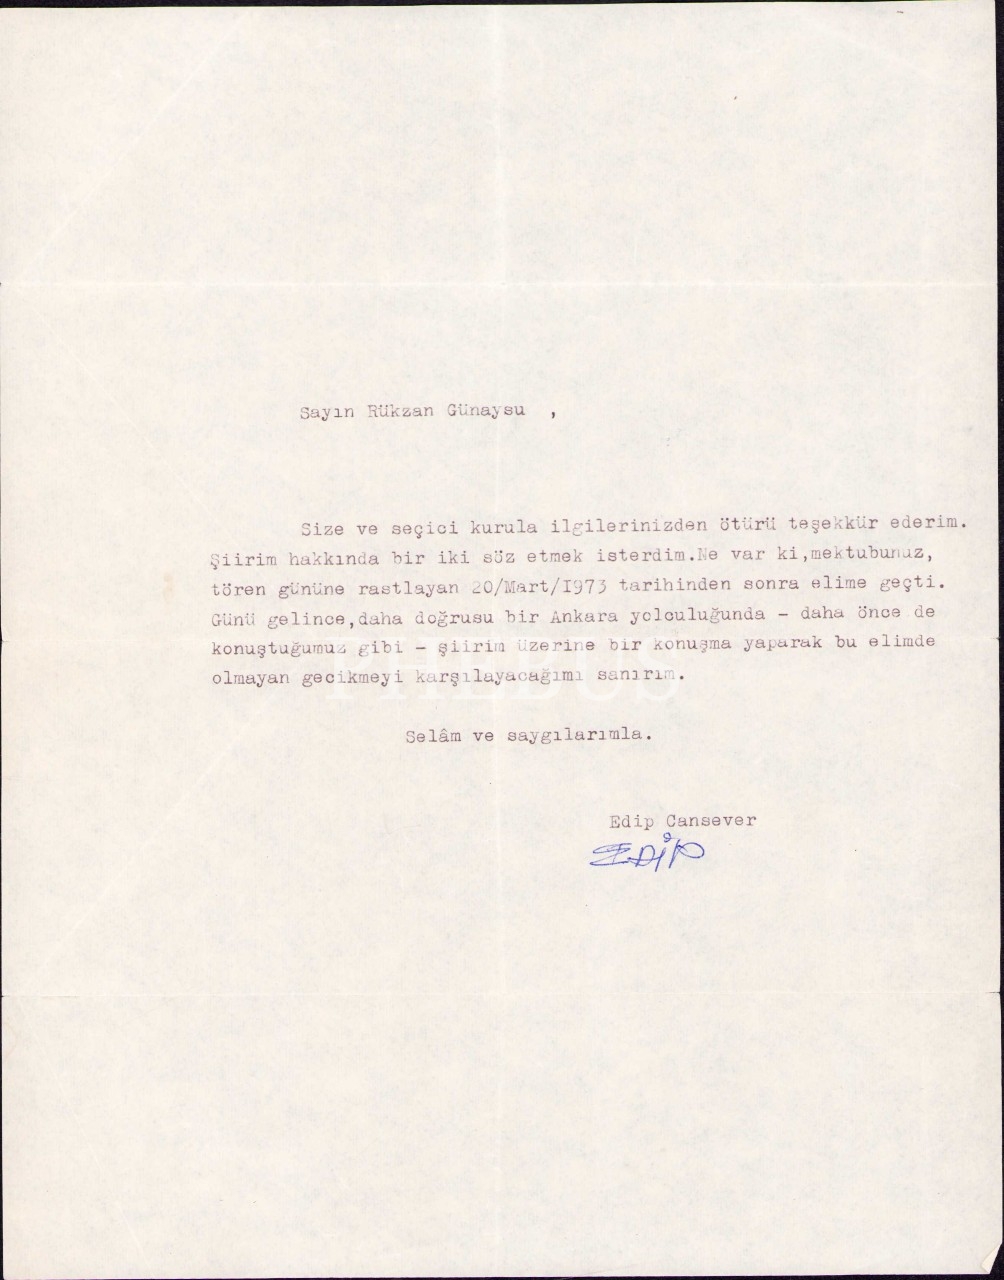 Sayın Rükzan Günaysu ,
Size ve seçici kurula ilgilerinizden ötürü teşekkür ederim.
Şiirim hakkında bir iki söz etmek isterdim.Ne var ki,mektubunuz,
tören gününe rastlayan 20/Mart/1973 tarihinden sonra elime geçti.
Günü gelince,daha doğrusu bir Ankara yolculuğunda - daha önce de
konuştuğumuz gibi - şiirim üzerine bir konuşma yaparak bu elimde
olmayan gecikmeyi karşılayacağımı sanırım.
PHEBUS
Selâm ve saygılarımla.
Edip Cansever
EDİP